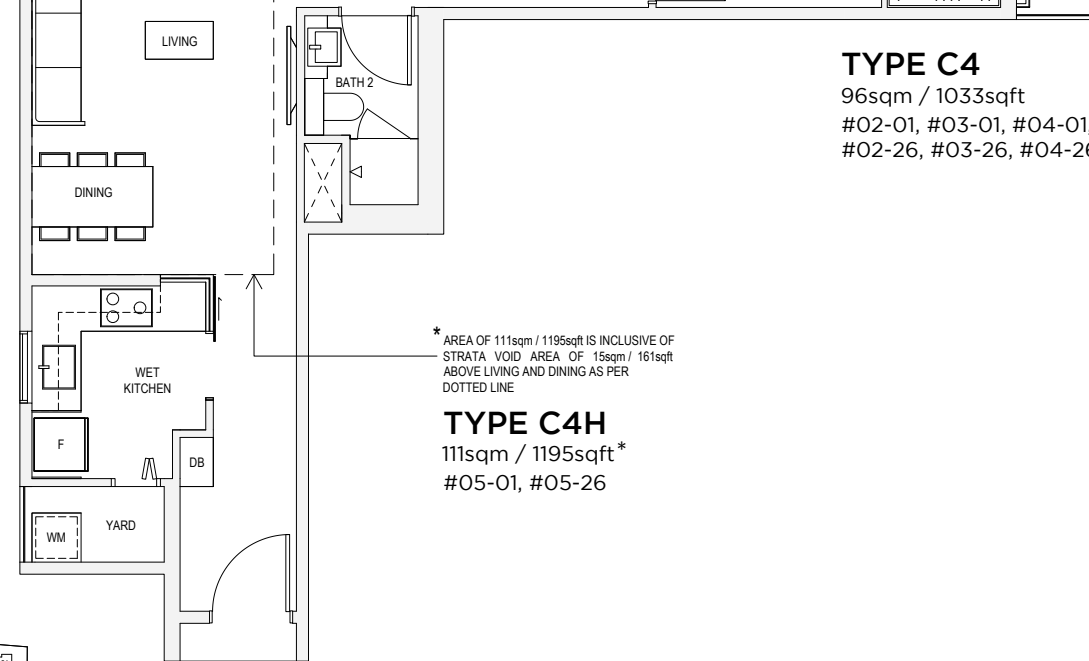 LIVING
BATH 2
TYPE C4
96sqm / 1033sqft
#02-01, #03-01, #04-01,
#02-26, #03-26, #04-26
DINING
* AREA OF 111sqm / 1195sqft IS INCLUSIVE OF
STRATA VOID AREA OF 15sqm / 161sqft
ABOVE LIVING AND DINING AS PER
DOTTED LINE
WET
KITCHEN
TYPE C4H
111sqm / 1195sqft*
#05-01, #05-26
F
DB
YARD
WM